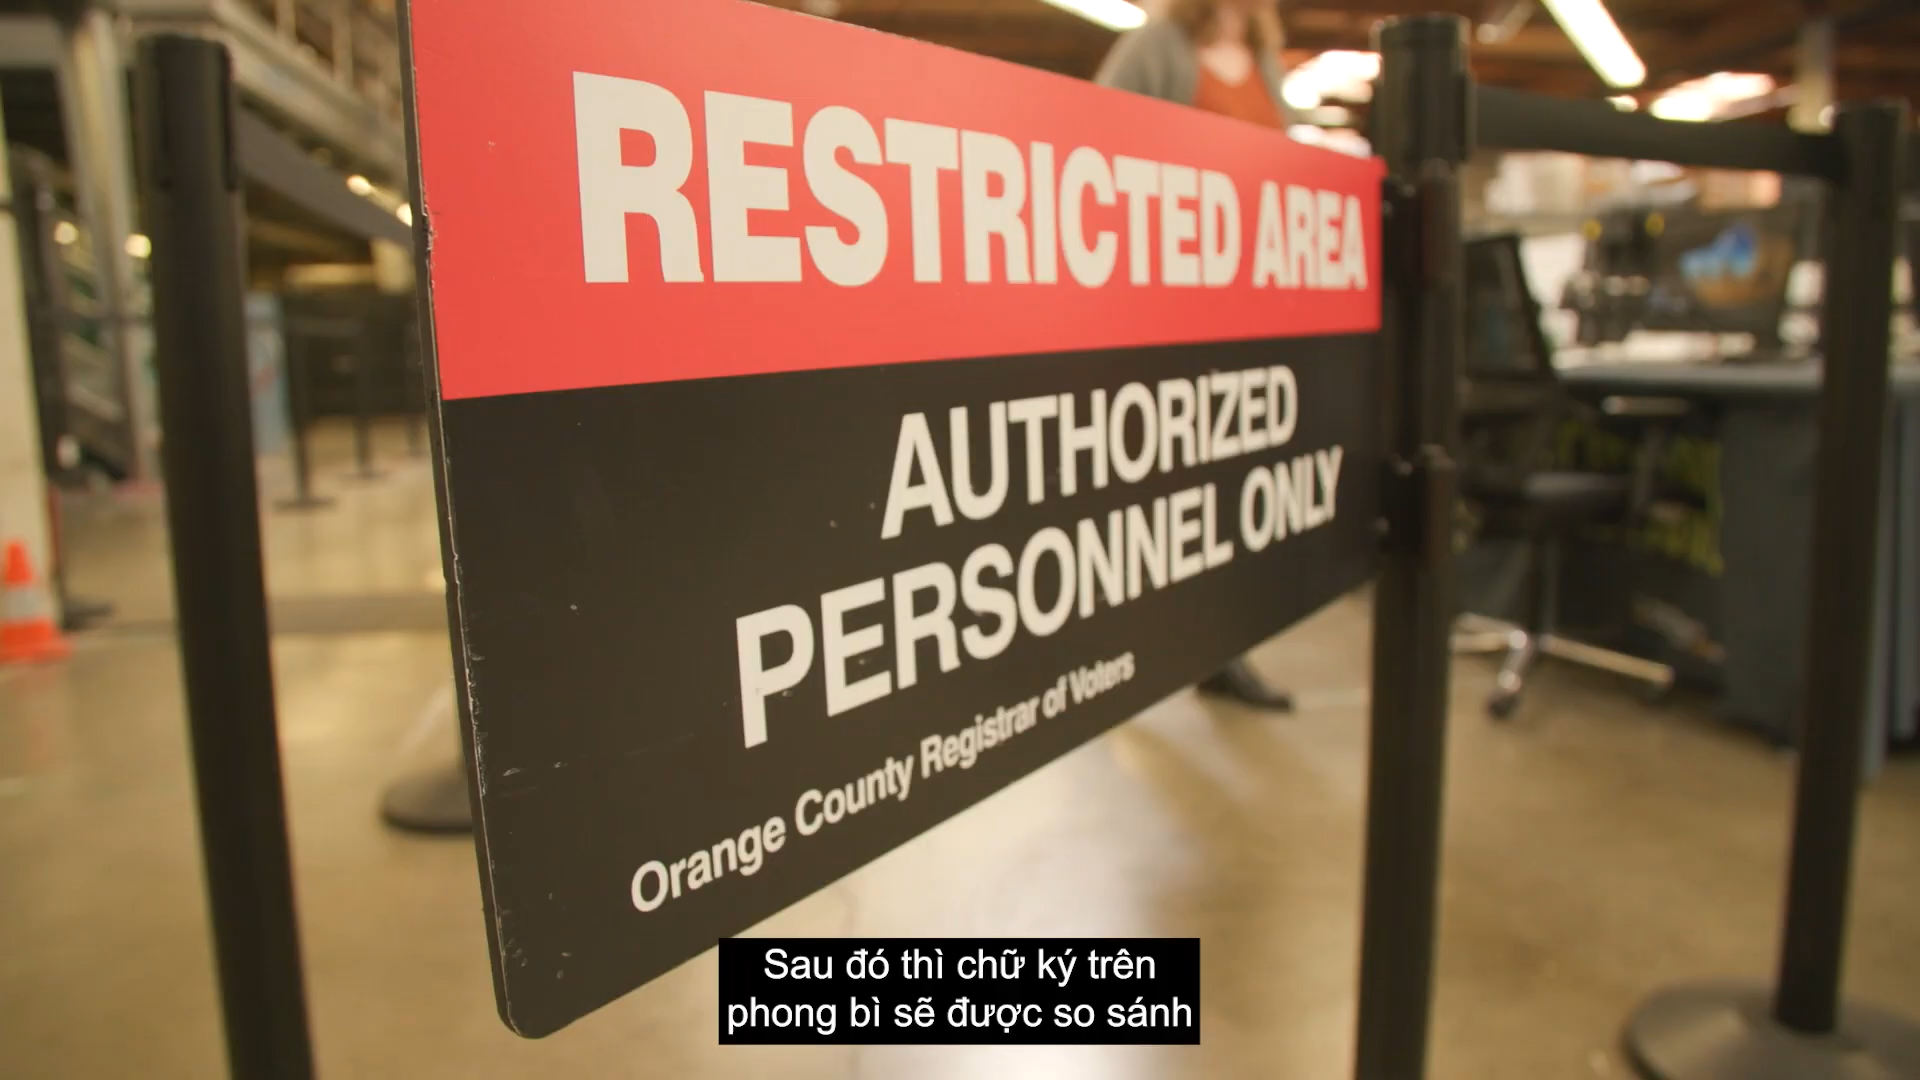 RESTRICTED AREA
AUTHORIZED
PERSONNEL ONLY
Orange County Registrar of Voters
Sau đó thì chữ ký trên
phong bì sẽ được so sánh